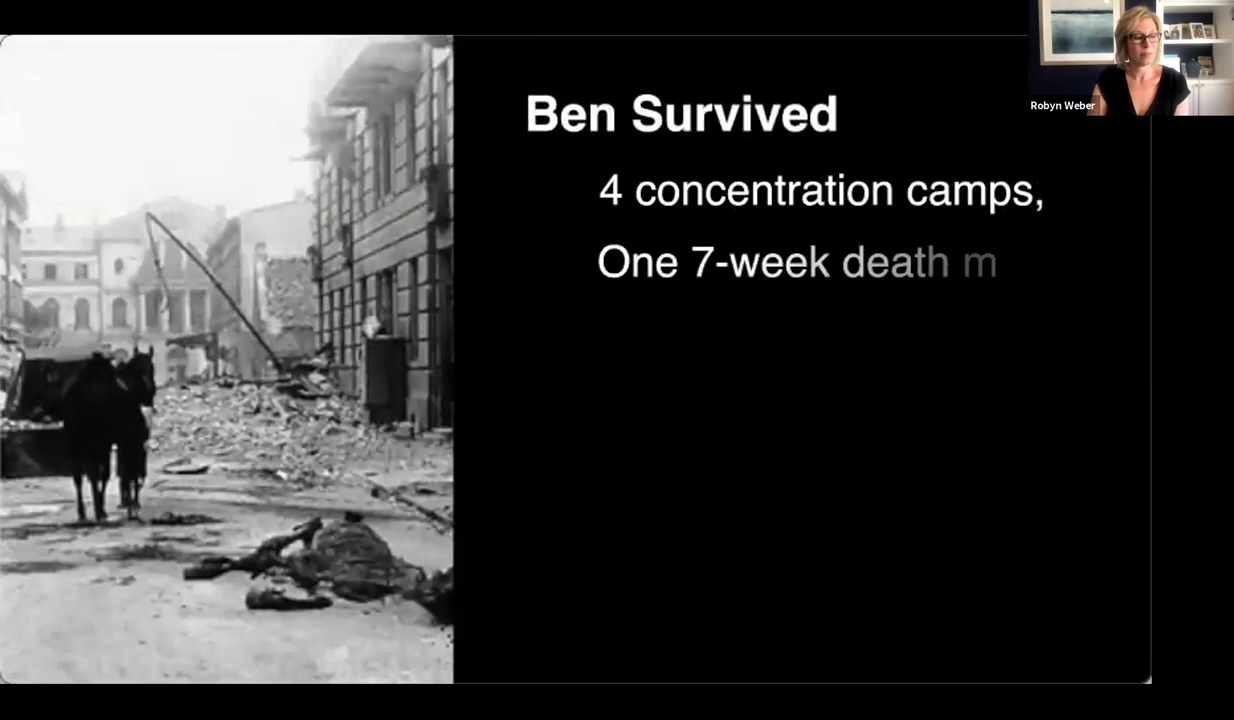 Ben Survived
4 concentration camps,
One 7-week death m
Robyn Weber